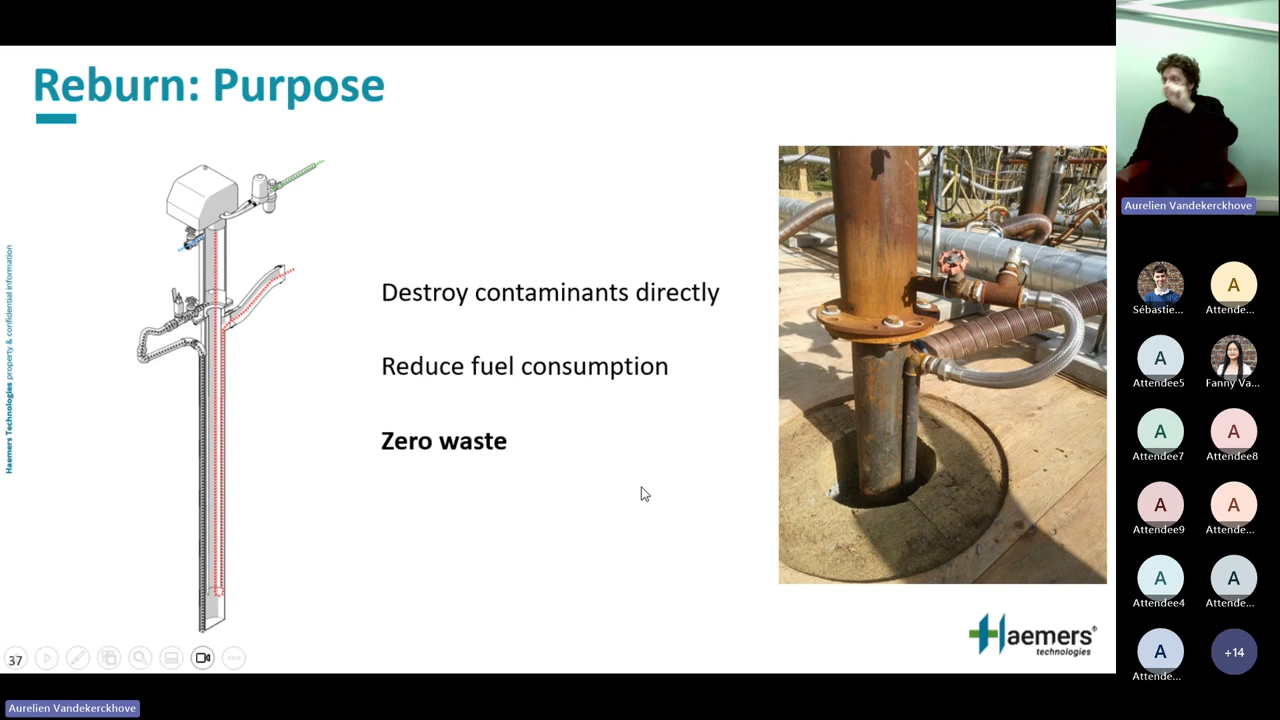 Reburn: Purpose
Haemers Technologies property & confidential information
Destroy contaminants directly
Reduce fuel consumption
Zero waste
Haemers®
technologies
37
Aurelien Vandekerckhove
Sébastie...
A
Attende...
A
Attendee5
Fanny Va...
A
Attendee7
A
Attendee8
A
Attendee9
A
Attende...
A
Attendee4
A
Attende...
A
Attende...
+14
Aurelien Vandekerckhove